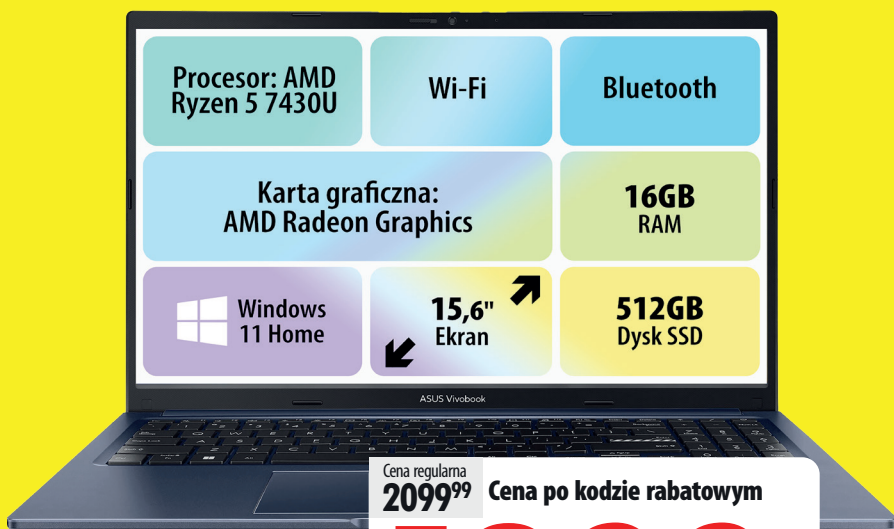 Procesor: AMD
Ryzen 5 7430U
Wi-Fi
Bluetooth
Karta graficzna:
AMD Radeon Graphics
16GB
RAM
Windows
11 Home
15,6"
Ekran
512GB
Dysk SSD
ASUS Vivobook
Cena regularna
2099⁹⁹
Cena po kodzie rabatowym